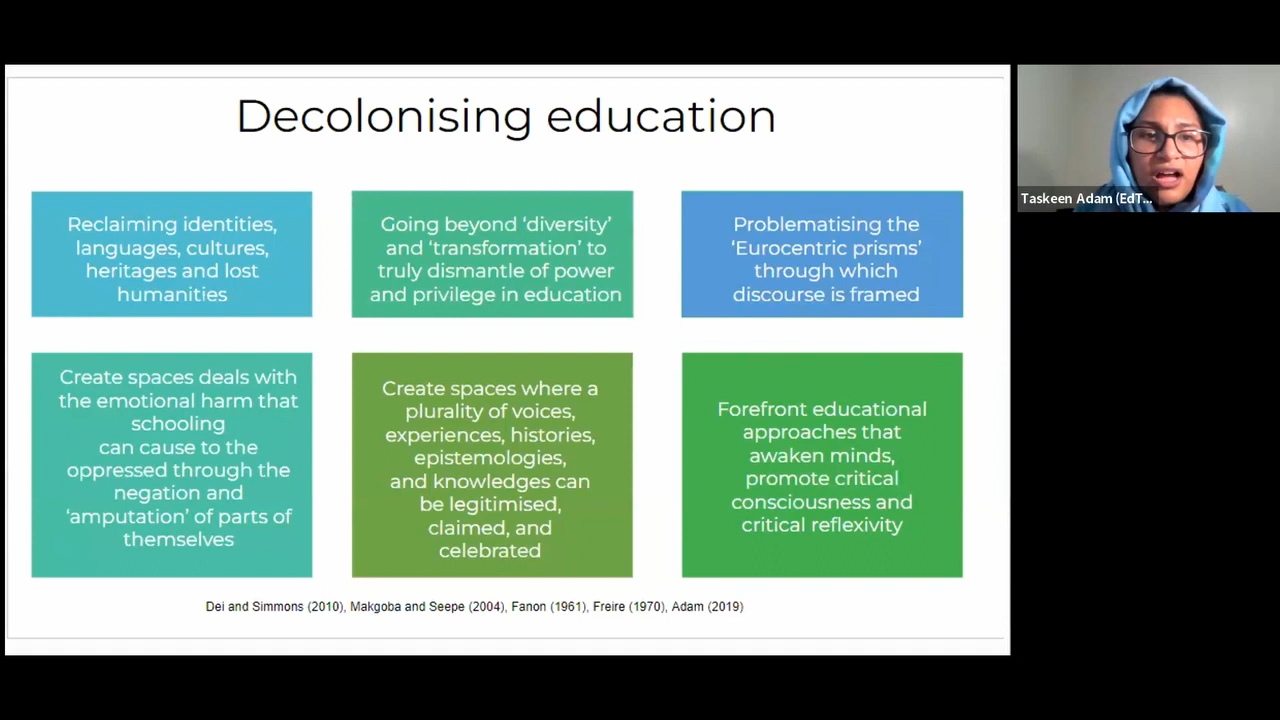 Decolonising education
Reclaiming identities,
languages, cultures,
heritages and lost
humanities
Going beyond ‘diversity’
and ‘transformation’ to
truly dismantle of power
and privilege in education
Problematising the
‘Eurocentric prisms’
through which
discourse is framed
Create spaces deals with
the emotional harm that
schooling
can cause to the
oppressed through the
negation and
‘amputation’ of parts of
themselves
Create spaces where a
plurality of voices,
experiences, histories,
epistemologies,
and knowledges can
be legitimised,
claimed, and
celebrated
Forefront educational
approaches that
awaken minds,
promote critical
consciousness and
critical reflexivity
Dei and Simmons (2010), Makgoba and Seepe (2004), Fanon (1961), Freire (1970), Adam (2019)
Taskeen Adam (EdT...